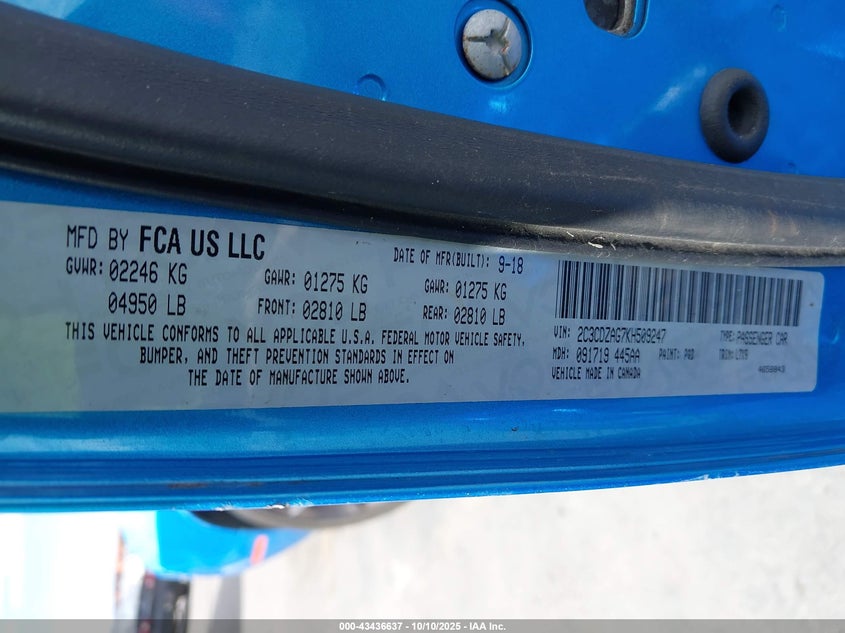 MFD BY FCA US LLC
DATE OF MFR(BUILT): 9-18
GVWR: 02246 KG
GAWR: 01275 KG
GAWR: 01275 KG
04950 LB
FRONT: 02810 LB
REAR: 02810 LB
THIS VEHICLE CONFORMS TO ALL APPLICABLE U.S.A. FEDERAL MOTOR VEHICLE SAFETY,
BUMPER, AND THEFT PREVENTION STANDARDS IN EFFECT ON
THE DATE OF MANUFACTURE SHOWN ABOVE.
VIN: 2C3CDZAG7KH509247
TYPE: PASSENGER CAR
MDH: 091719 445AA
PAINT: PQD
TRIM: L7X9
VEHICLE MADE IN CANADA
000-43436637 - 10/10/2025 - IAA Inc.